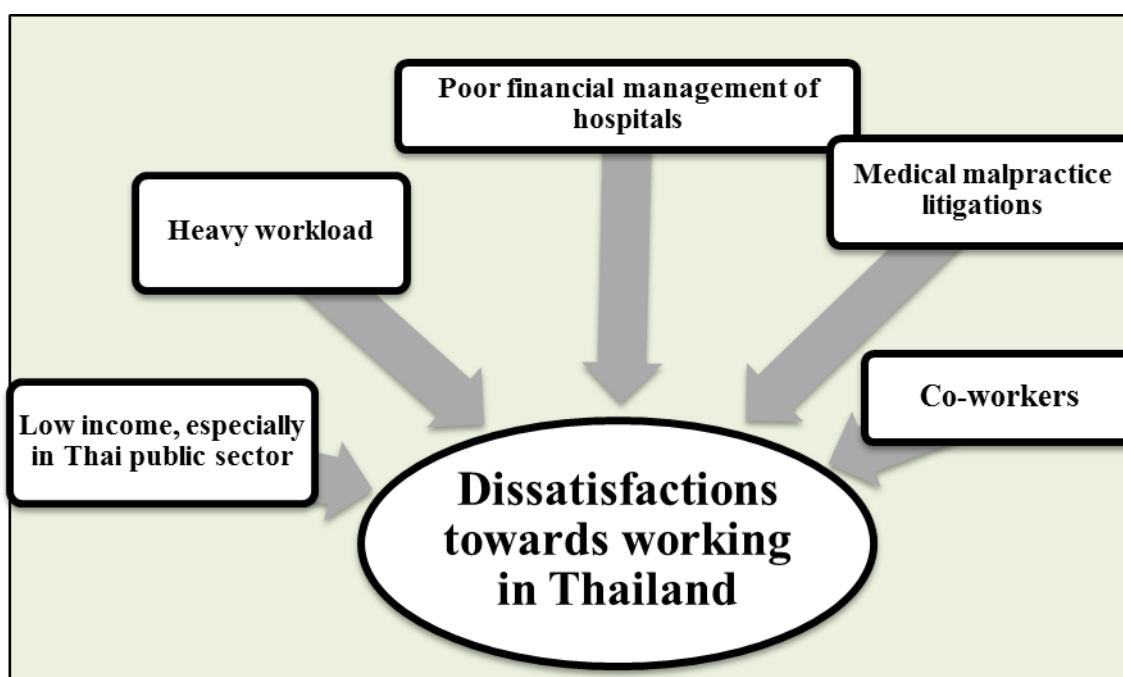 Poor financial management of
hospitals
Medical malpractice
litigations
Heavy workload
Co-workers
Low income, especially
in Thai public sector
Dissatisfactions
towards working
in Thailand